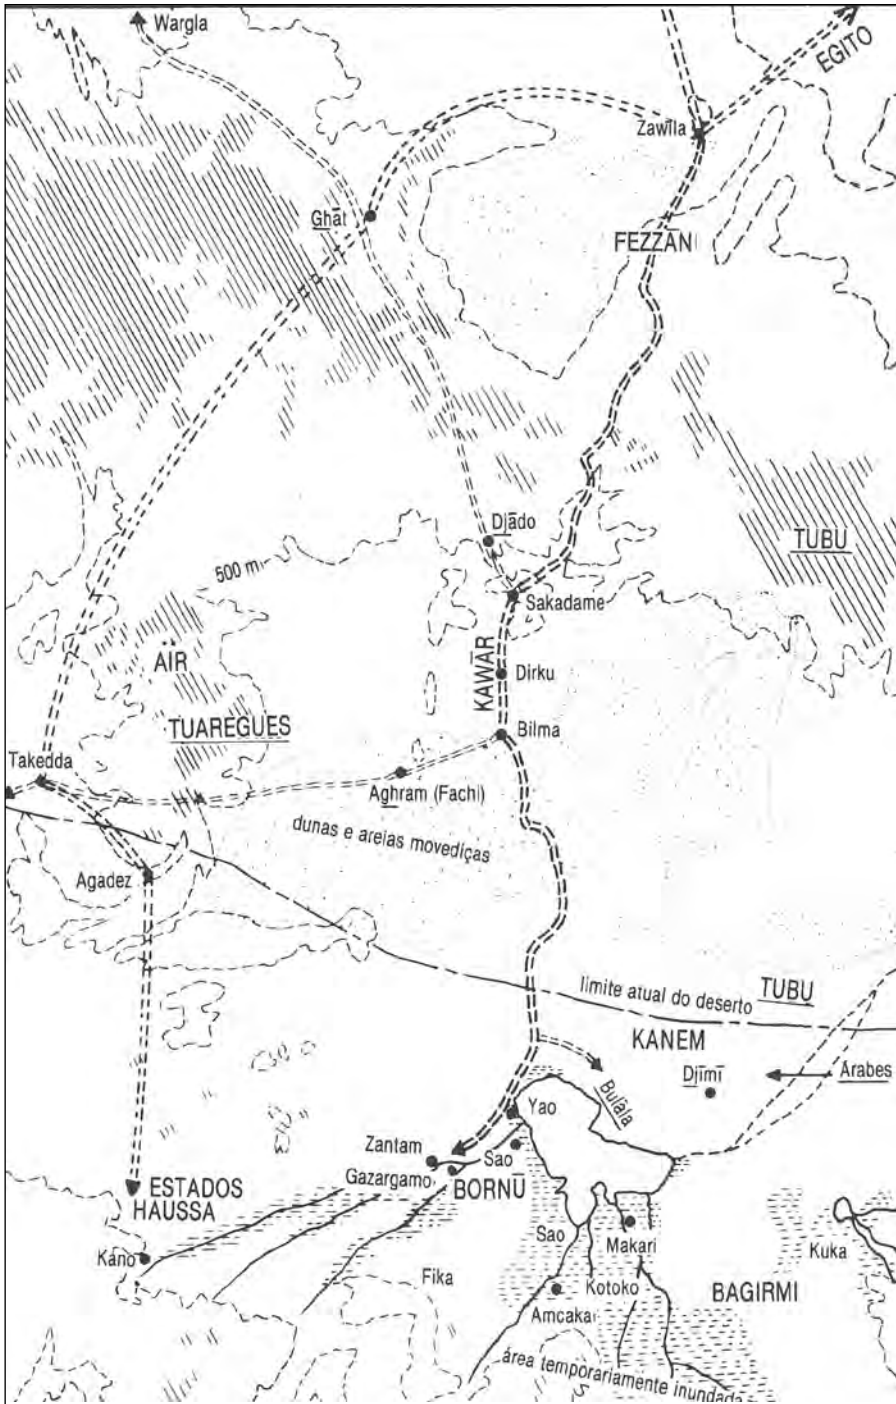 Wargla
EGITO
Zawīla
Ghāt
FEZZĀN
Djādo
500 m
TUBU
Sakadame
AÏR
KAWĀR
Dirku
TUAREGUES
Bilma
Takedda
Aghram (Fachi)
dunas e areias movediças
Agadez
limite atual do deserto
TUBU
KANEM
Djīmī
Árabes
Bulāla
Yao
Zantam
Sao
Gazargamo
BORNŪ
ESTADOS
HAUSSA
Sao
Makari
Kano
Kuka
Fika
Kotoko
BAGIRMI
Amcaka
área temporariamente inundada